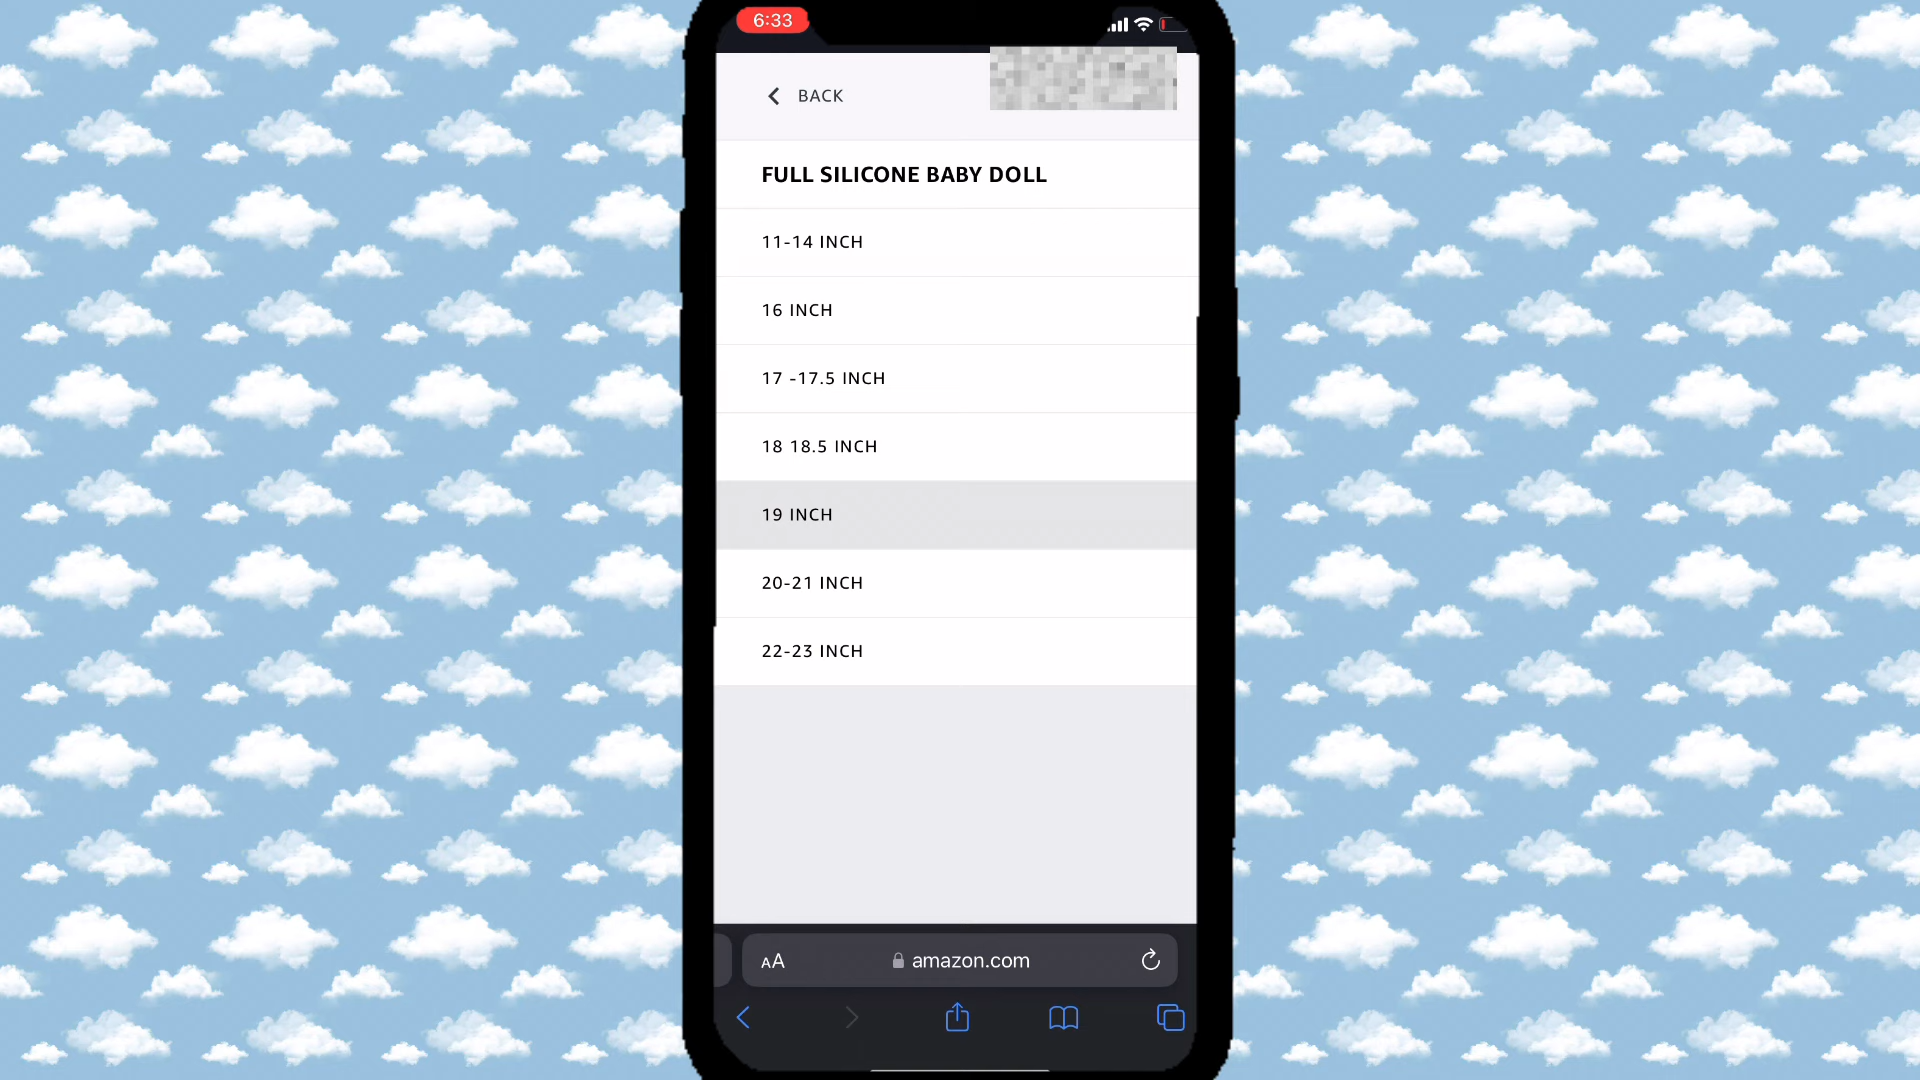 6:33
BACK
FULL SILICONE BABY DOLL
11-14 INCH
16 INCH
17 -17.5 INCH
18 18.5 INCH
19 INCH
20-21 INCH
22-23 INCH
AA amazon.com